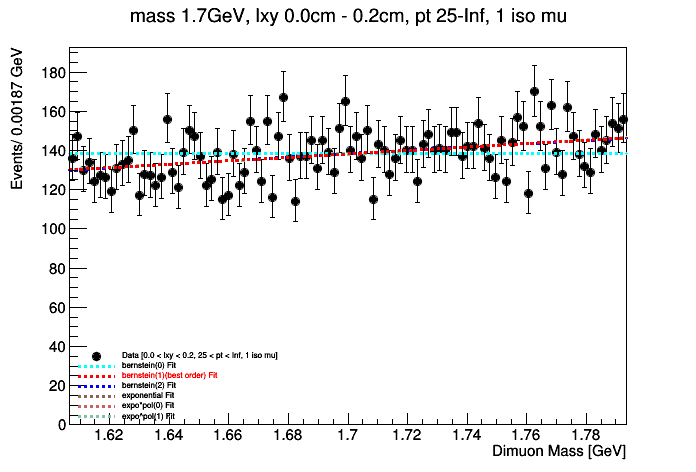 mass 1.7GeV, lxy 0.0cm - 0.2cm, pt 25-Inf, 1 iso mu
Events/ 0.00187 GeV
180
160
140
120
100
80
60
40
20
0
Data [0.0 < lxy < 0.2, 25 < pt < Inf, 1 iso mu]
bernstein(0) Fit
bernstein(1)(best order) Fit
bernstein(2) Fit
exponential Fit
expo*pol(0) Fit
expo*pol(1) Fit
1.62 1.64 1.66 1.68 1.7 1.72 1.74 1.76 1.78
Dimuon Mass [GeV]